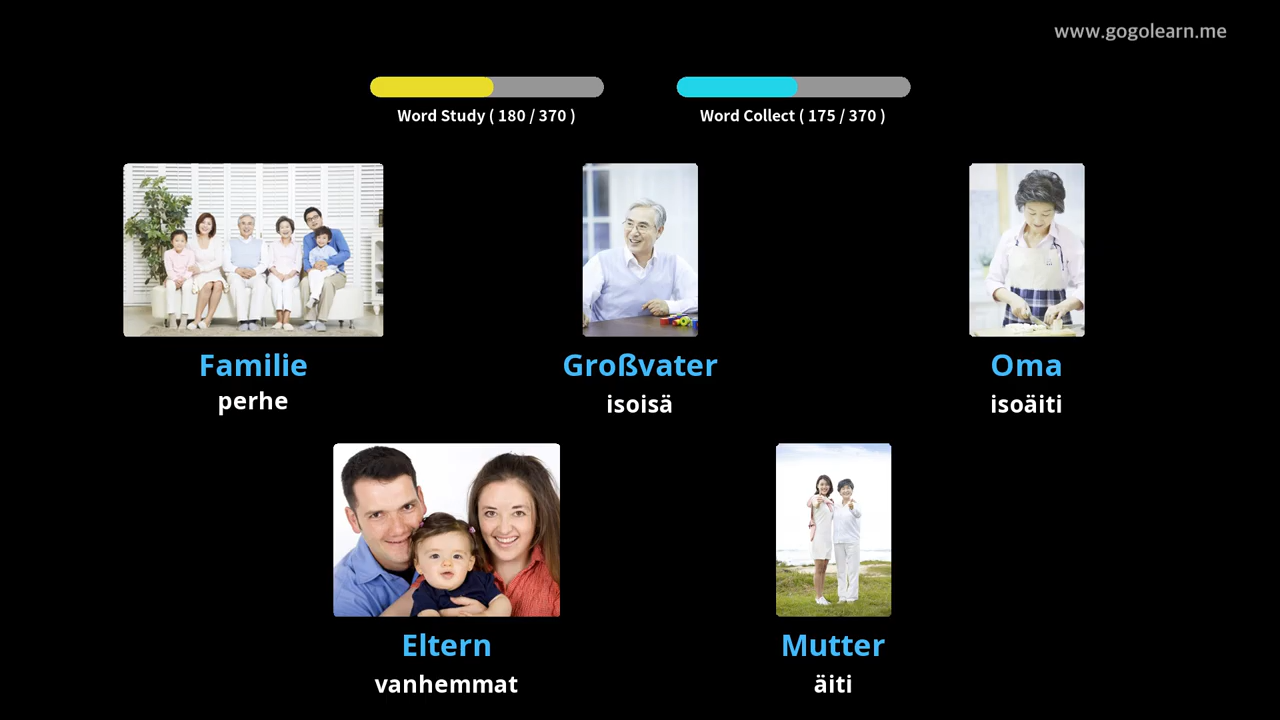 www.gogolearn.me
Word Study ( 180 / 370 )
Word Collect ( 175 / 370 )
Familie
perhe
Großvater
isoisä
Oma
isoäiti
Eltern
vanhemmat
Mutter
äiti